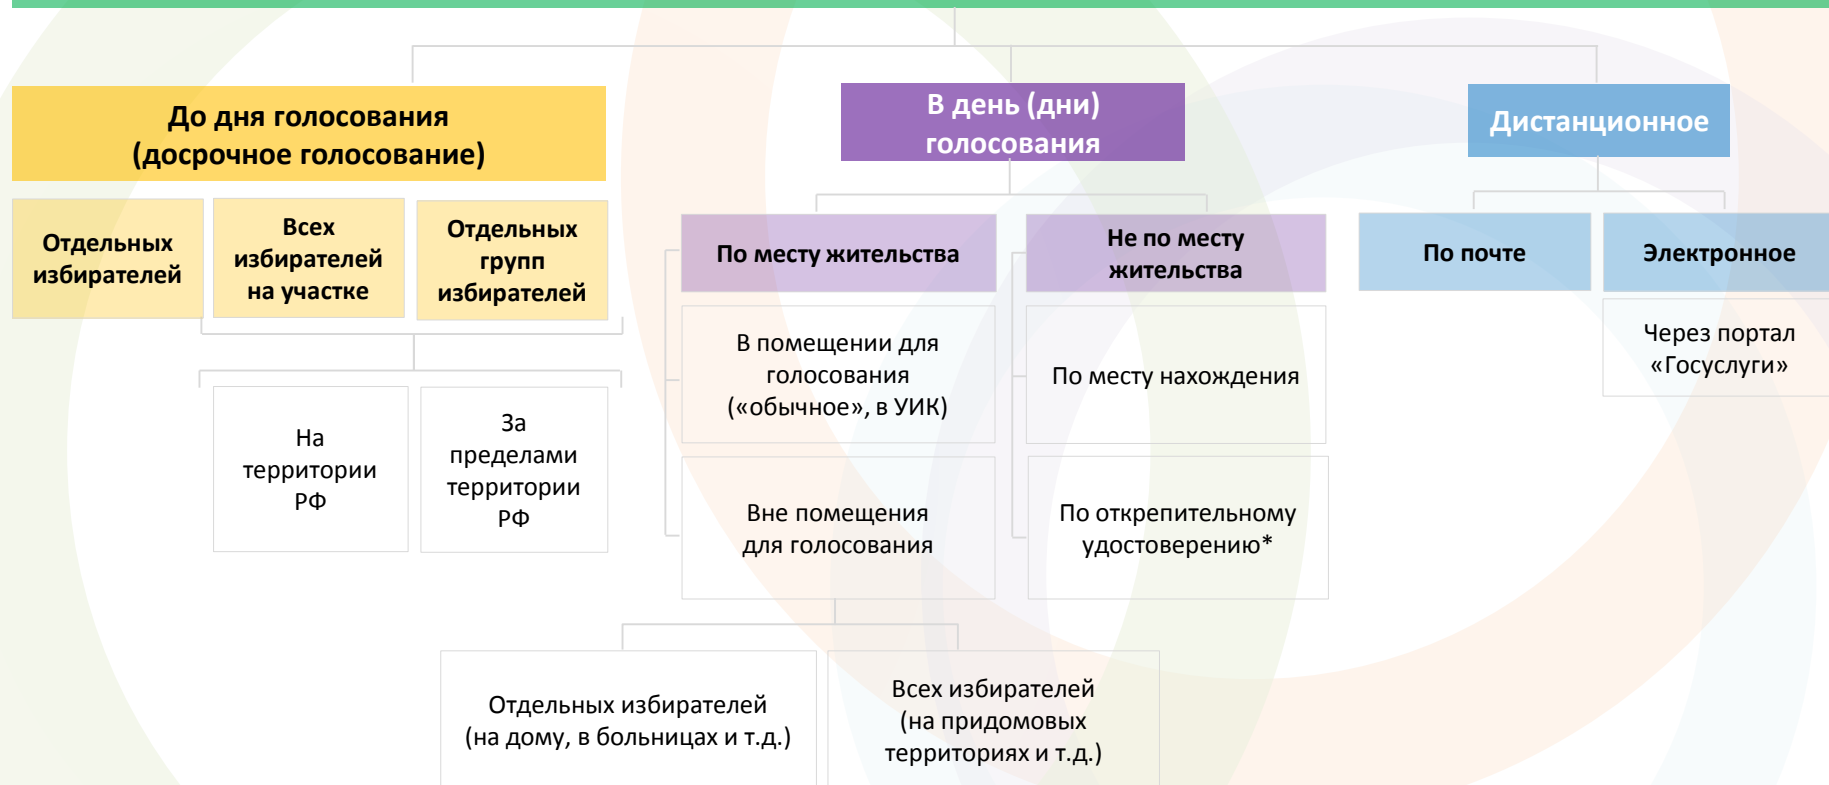 До дня голосования
(досрочное голосование)
В день (дни)
голосования
Дистанционное
Отдельных
избирателей
Всех
избирателей
на участке
Отдельных
групп
избирателей
По месту жительства
Не по месту
жительства
По почте
Электронное
В помещении для
голосования
(«обычное», в УИК)
По месту нахождения
Через портал
«Госуслуги»
На
территории
РФ
За
пределами
территории
РФ
Вне помещения
для голосования
По открепительному
удостоверению*
Отдельных избирателей
(на дому, в больницах и т.д.)
Всех избирателей
(на придомовых
территориях и т.д.)